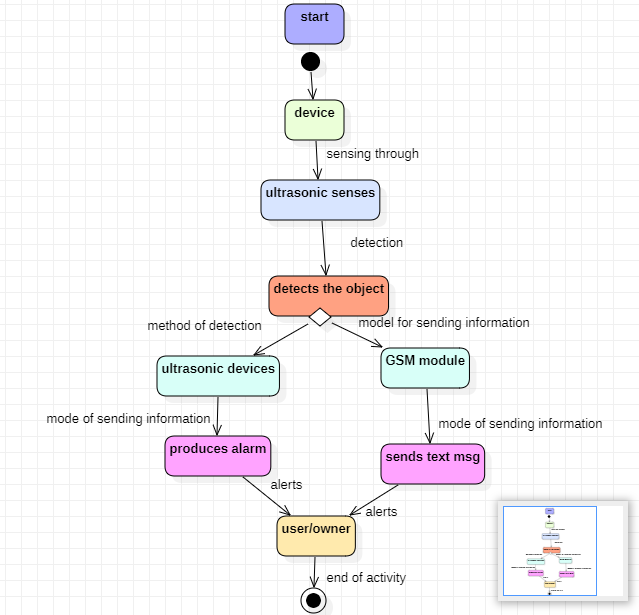 start
device
sensing through
ultrasonic senses
detection
detects the object
method of detection
model for sending information
ultrasonic devices
GSM module
mode of sending information
mode of sending information
produces alarm
sends text msg
alerts
alerts
user/owner
end of activity